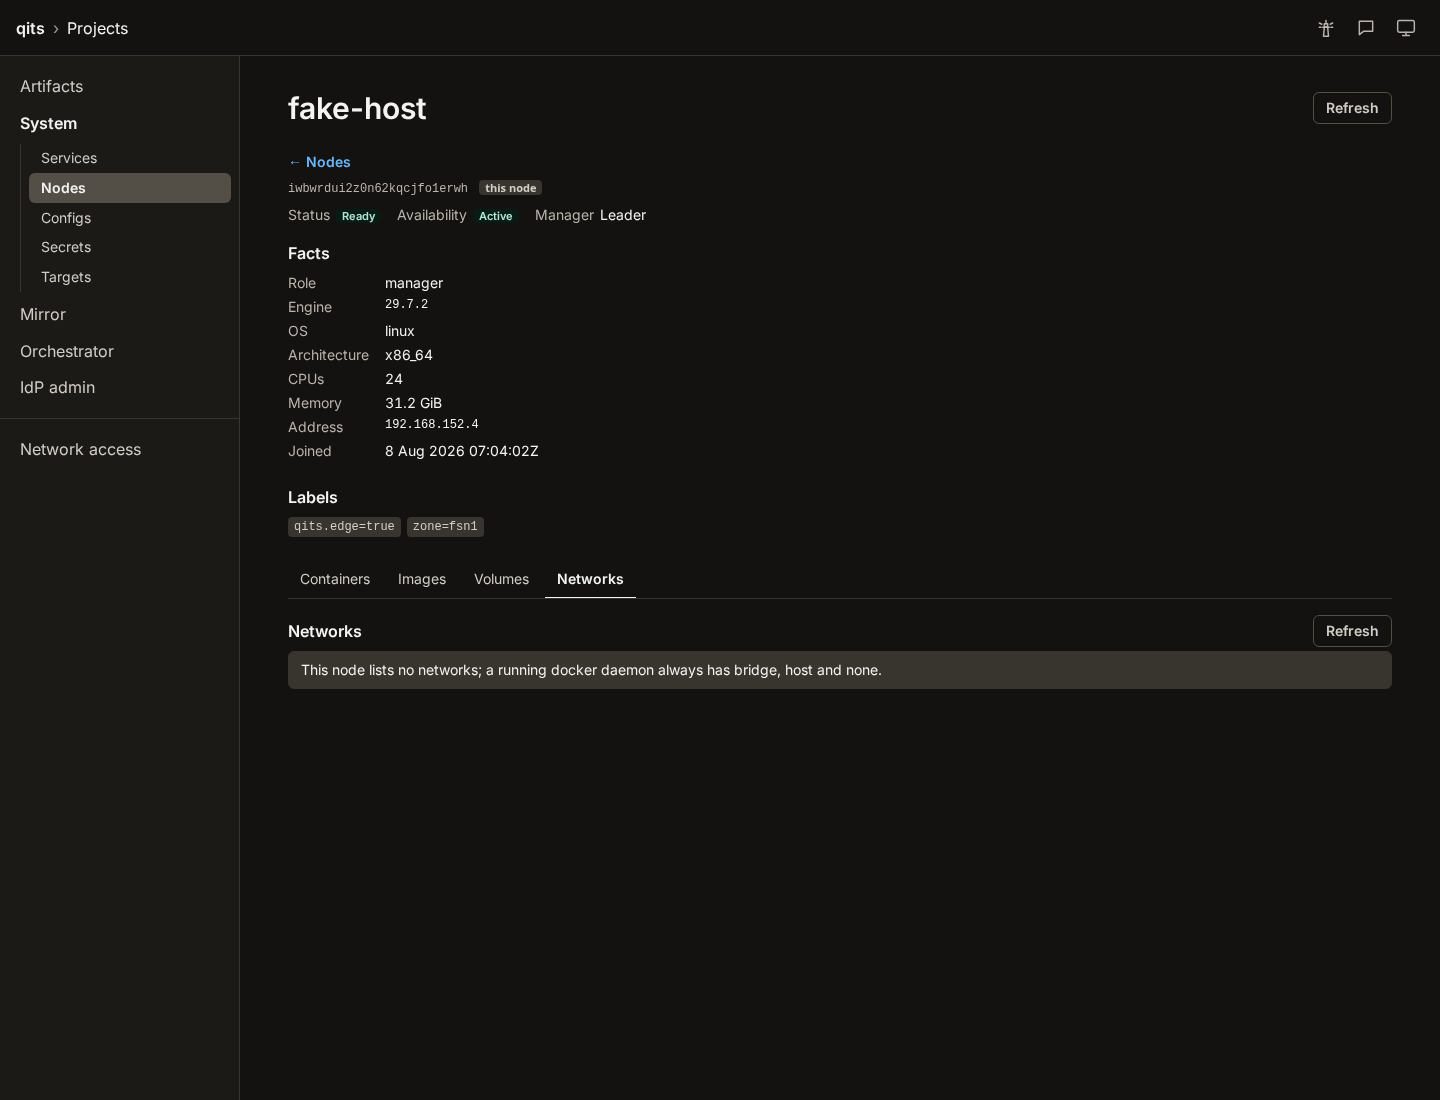 qits › Projects
Artifacts
System
Services
Nodes
Configs
Secrets
Targets
Mirror
Orchestrator
IdP admin
Network access
fake-host
Refresh
← Nodes
iwbwrdui2z0n62kqcjfo1erwh this node
Status Ready Availability Active Manager Leader
Facts
Role manager
Engine 29.7.2
OS linux
Architecture x86_64
CPUs 24
Memory 31.2 GiB
Address 192.168.152.4
Joined 8 Aug 2026 07:04:02Z
Labels
qits.edge=true zone=fsn1
Containers Images Volumes Networks
Networks
Refresh
This node lists no networks; a running docker daemon always has bridge, host and none.